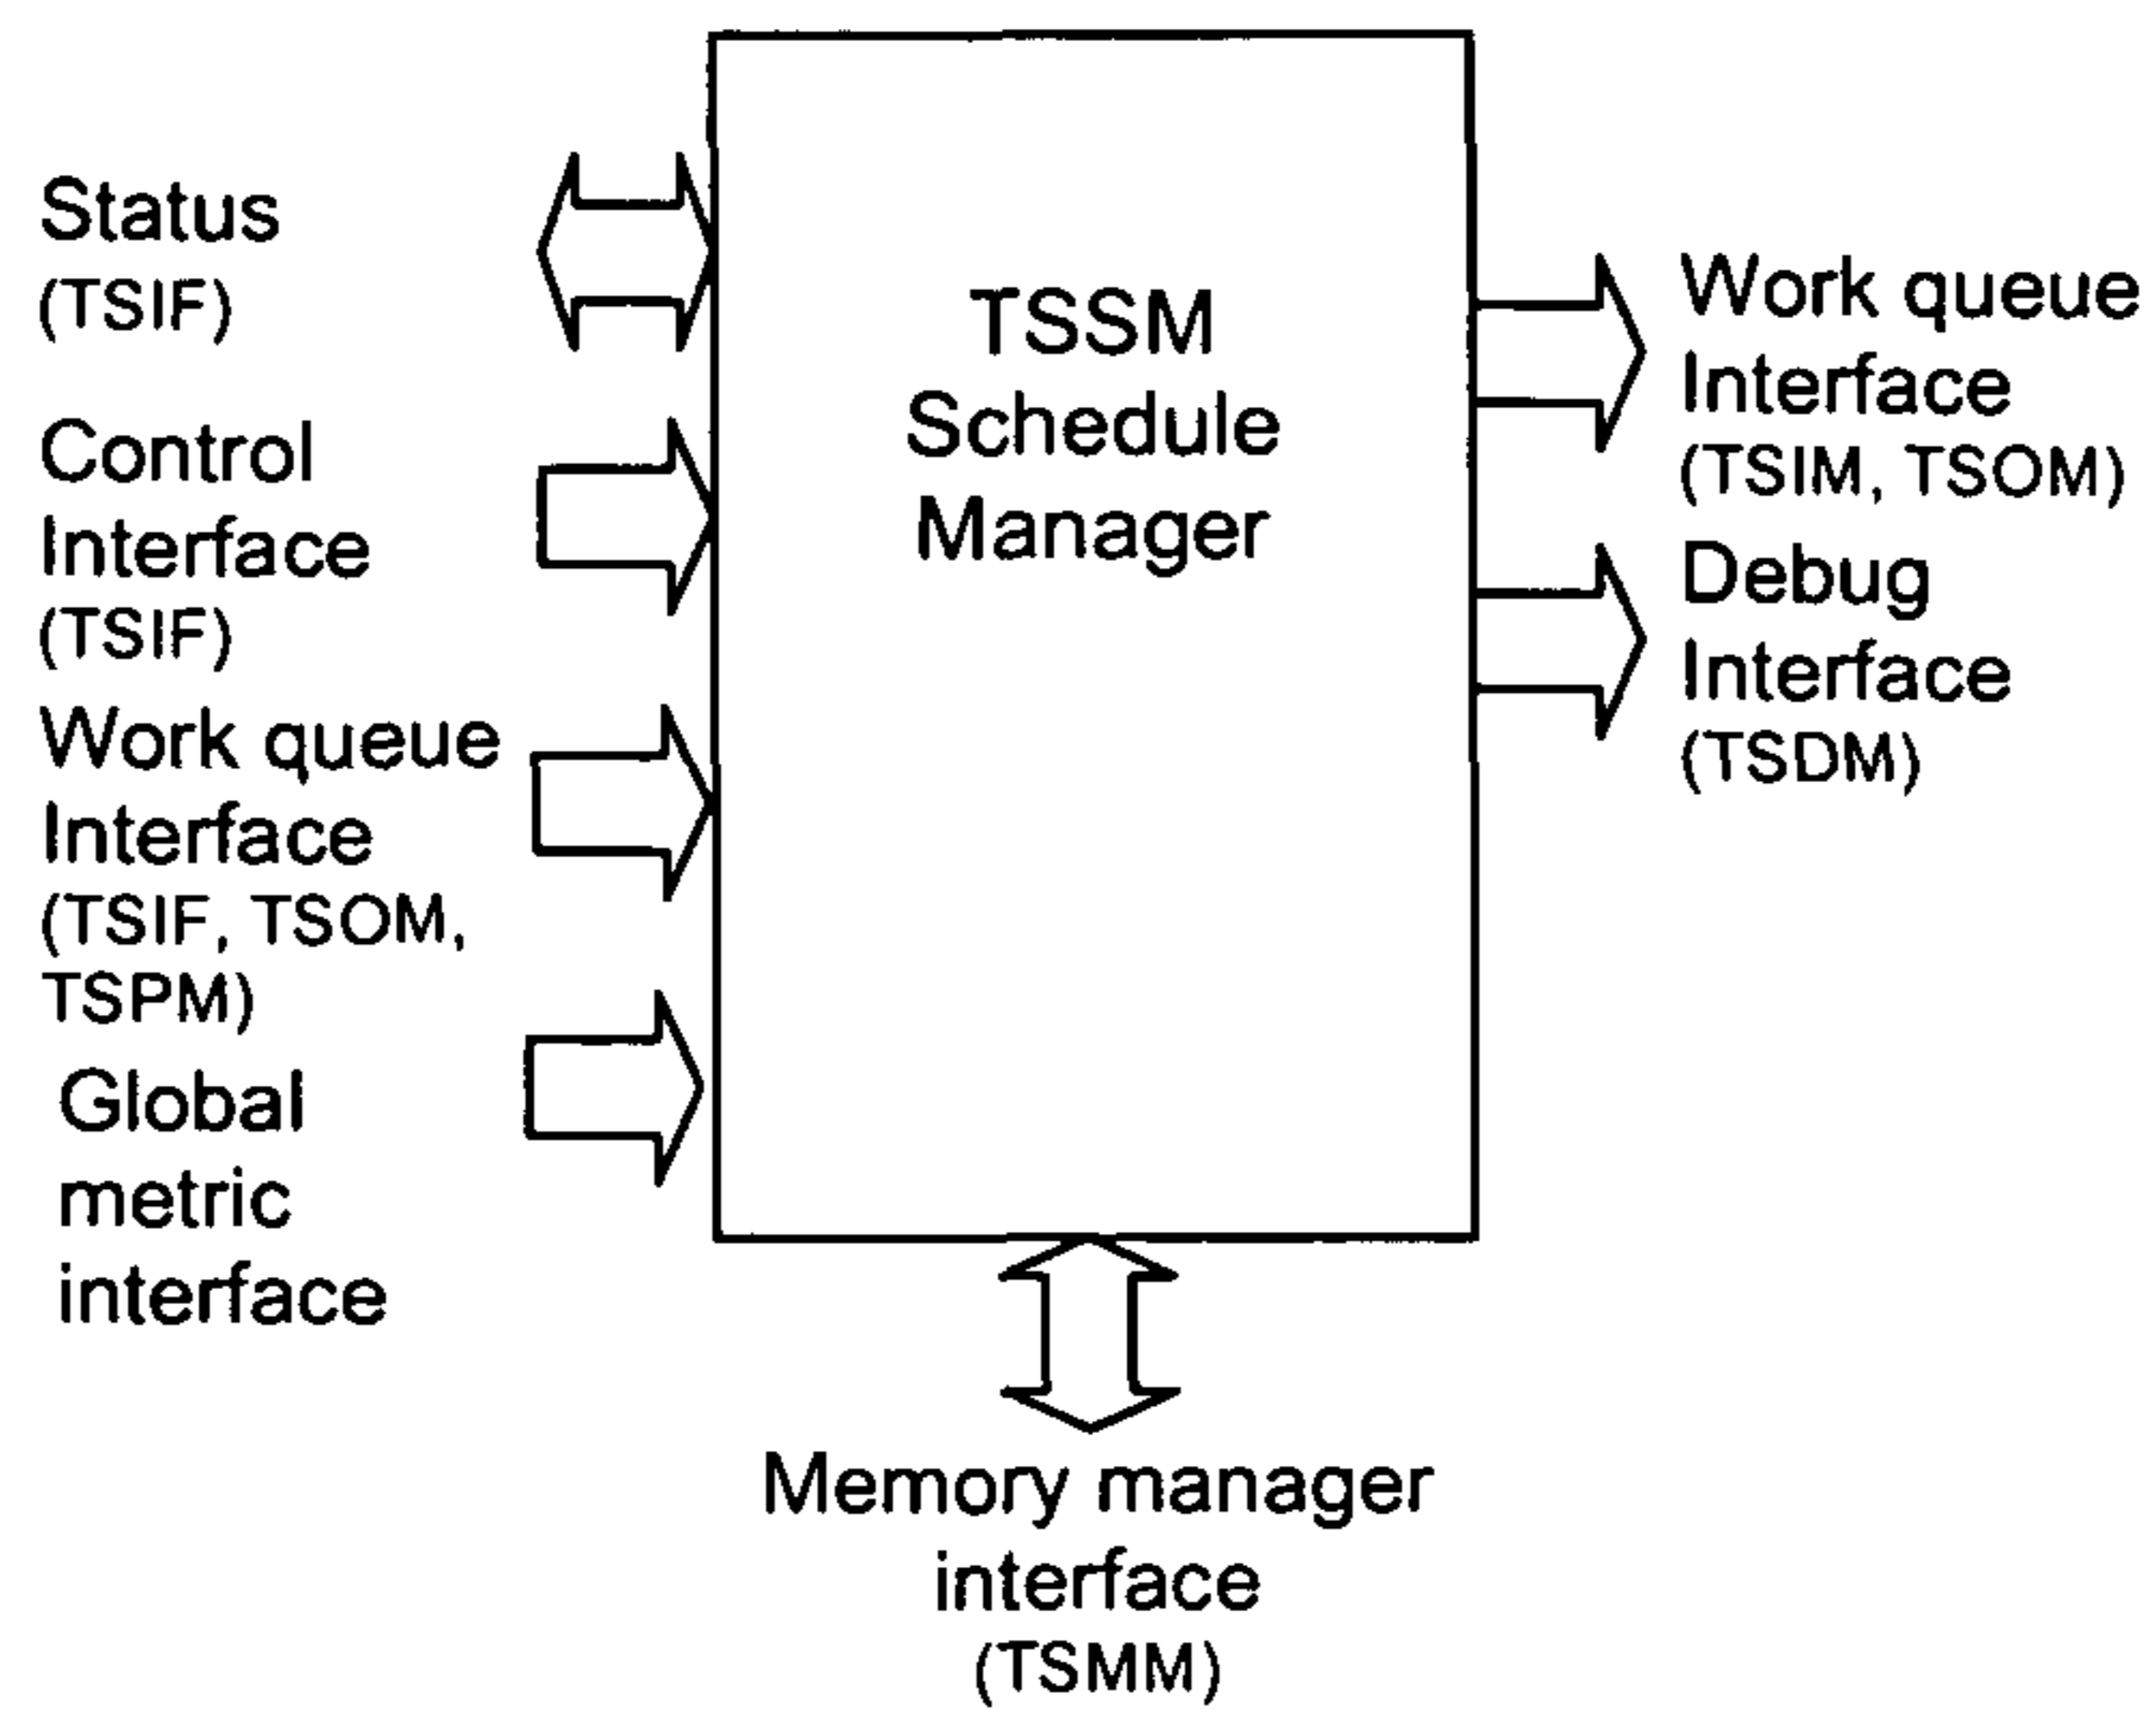 Status
(TSIF)
Control
Interface
(TSIF)
Work queue
Interface
(TSIF, TSOM,
TSPM)
Global
metric
interface
TSSM
Schedule
Manager
Work queue
Interface
(TSIM, TSOM)
Debug
Interface
(TSDM)
Memory manager
interface
(TSMM)